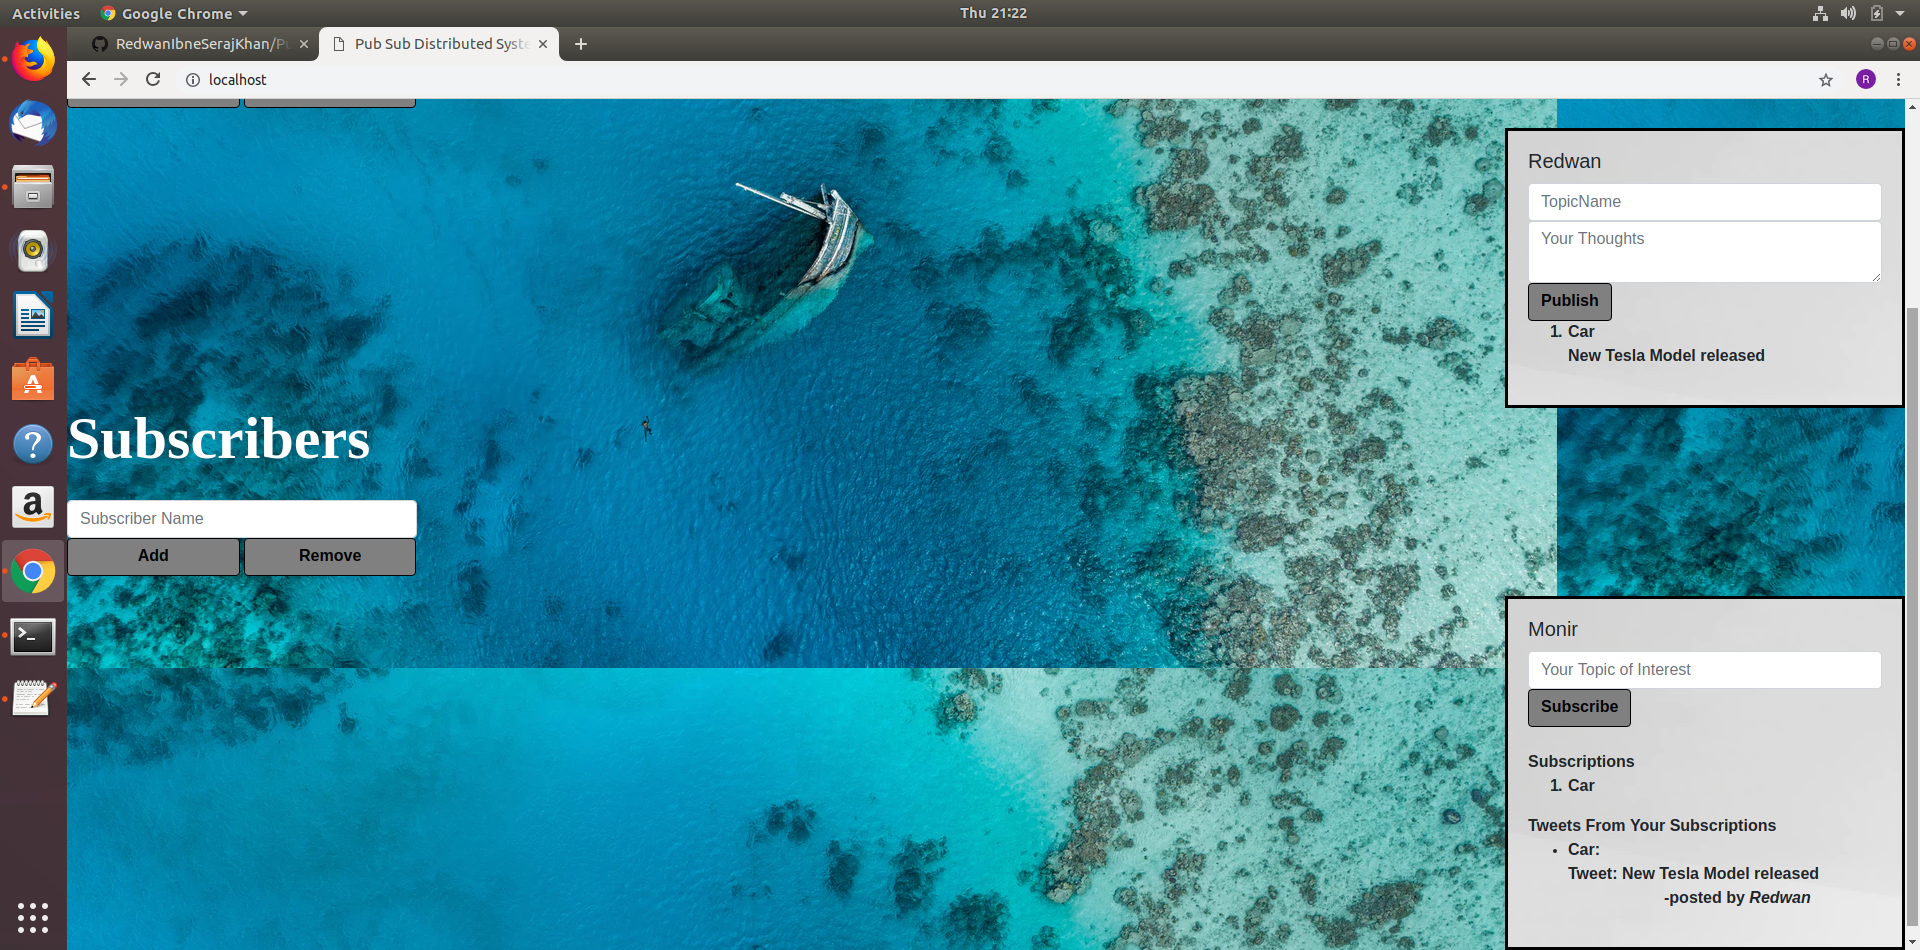 Activities
Google Chrome
Thu 21:22
RedwanIbneSerajKhan/P
Pub Sub Distributed Syste
localhost
R
Redwan
TopicName
Your Thoughts
Publish
1. Car
New Tesla Model released
Subscribers
Subscriber Name
Add
Remove
Monir
Your Topic of Interest
Subscribe
Subscriptions
1. Car
Tweets From Your Subscriptions
• Car:
Tweet: New Tesla Model released
-posted by Redwan